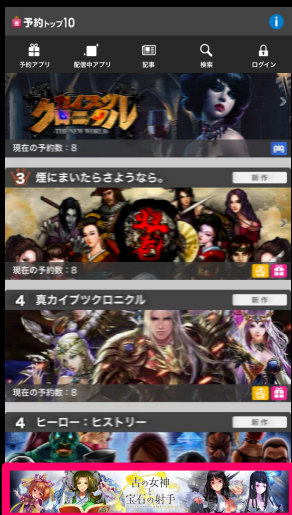 予約トップ10
予約アプリ 配信中アプリ 記事 検索 ログイン
カイブツクロニクル
-THE NEW WORLD-
現在の予約数：8
3 煙にまいたらさようなら。 新作
現在の予約数：8
4 真カイブツクロニクル 新作
現在の予約数：8
4 ヒーロー：ヒストリー 新作
古の女神
と
宝石の射手